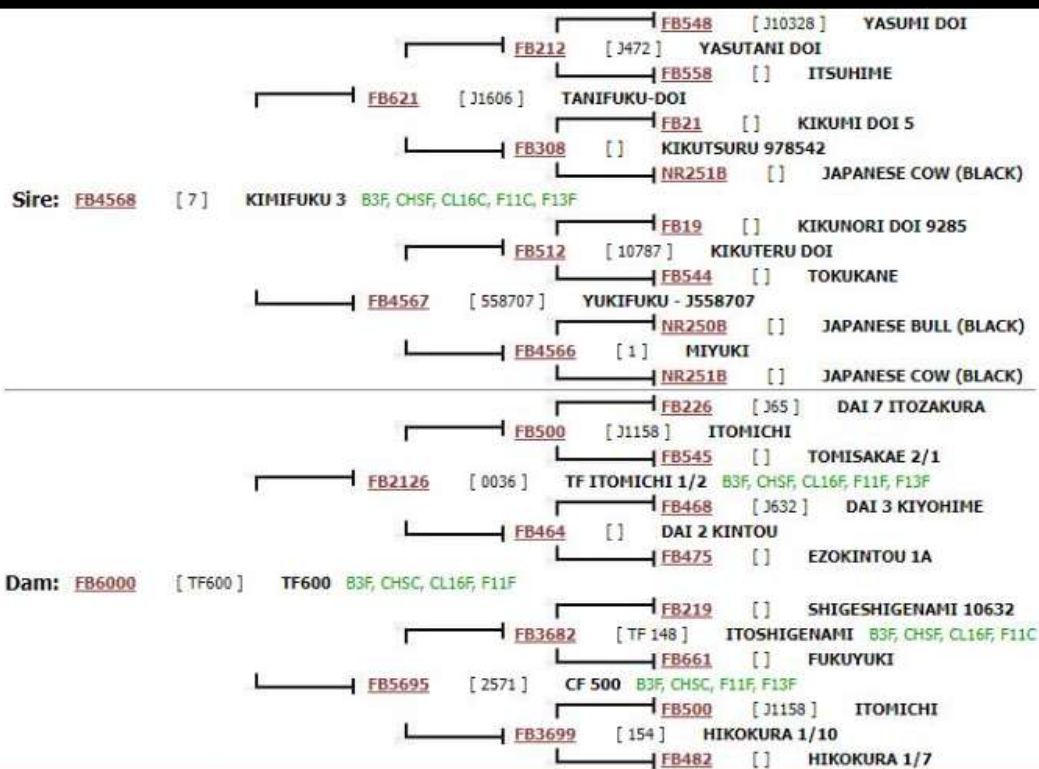 FB548 [ J10328 ] YASUMI DOI
FB212 [ J472 ] YASUTANI DOI
FB558 [ ] ITSUHIME
FB621 [ J1606 ] TANIFUKU-DOI
FB21 [ ] KIKUMI DOI 5
FB308 [ ] KIKUTSURU 978542
NR251B [ ] JAPANESE COW (BLACK)
Sire: FB4568 [ 7 ] KIMIFUKU 3 B3F, CHSF, CL16C, F11C, F13F
FB19 [ ] KIKUNORI DOI 9285
FB512 [ 10787 ] KIKUTERU DOI
FB544 [ ] TOKUKANE
FB4567 [ 558707 ] YUKIFUKU - J558707
NR250B [ ] JAPANESE BULL (BLACK)
FB4566 [ 1 ] MIYUKI
NR251B [ ] JAPANESE COW (BLACK)
FB226 [ J65 ] DAI 7 ITOZAKURA
FB500 [ J1158 ] ITOMICHI
FB545 [ ] TOMISAKAE 2/1
FB2126 [ 0036 ] TF ITOMICHI 1/2 B3F, CHSF, CL16F, F11F, F13F
FB468 [ J632 ] DAI 3 KIYOHIME
FB464 [ ] DAI 2 KINTOU
FB475 [ ] EZOKINTOU 1A
Dam: FB6000 [ TF600 ] TF600 B3F, CHSC, CL16F, F11F
FB219 [ ] SHIGESHIGENAMI 10632
FB3682 [ TF 148 ] ITOSHIGENAMI B3F, CHSF, CL16F, F11C
FB661 [ ] FUKUYUKI
FB5695 [ 2571 ] CF 500 B3F, CHSC, F11F, F13F
FB500 [ J1158 ] ITOMICHI
FB3699 [ 154 ] HIKOKURA 1/10
FB482 [ ] HIKOKURA 1/7